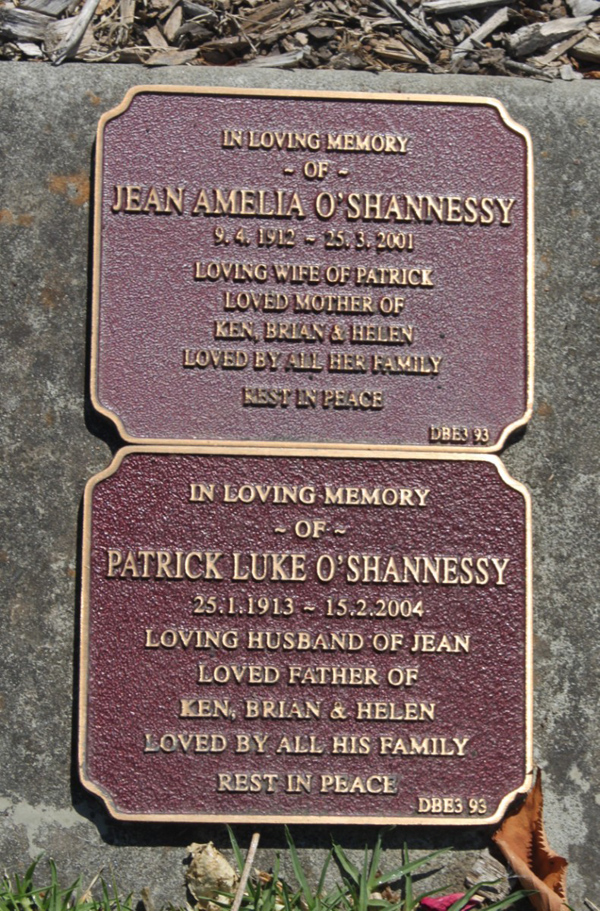 IN LOVING MEMORY
~ OF ~
JEAN AMELIA O'SHANNESSY
9. 4. 1912 ~ 25. 3. 2001
LOVING WIFE OF PATRICK
LOVED MOTHER OF
KEN, BRIAN & HELEN
LOVED BY ALL HER FAMILY
REST IN PEACE
DBE3 93
IN LOVING MEMORY
~ OF ~
PATRICK LUKE O'SHANNESSY
25.1.1913 ~ 15.2.2004
LOVING HUSBAND OF JEAN
LOVED FATHER OF
KEN, BRIAN & HELEN
LOVED BY ALL HIS FAMILY
REST IN PEACE
DBE3 93